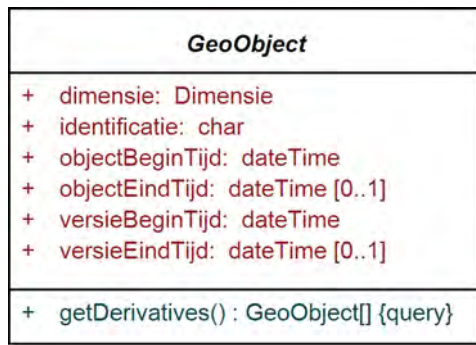 GeoObject
+ dimensie: Dimensie
+ identificatie: char
+ objectBeginTijd: dateTime
+ objectEindTijd: dateTime [0..1]
+ versieBeginTijd: dateTime
+ versieEindTijd: dateTime [0..1]
+ getDerivatives() : GeoObject[] {query}